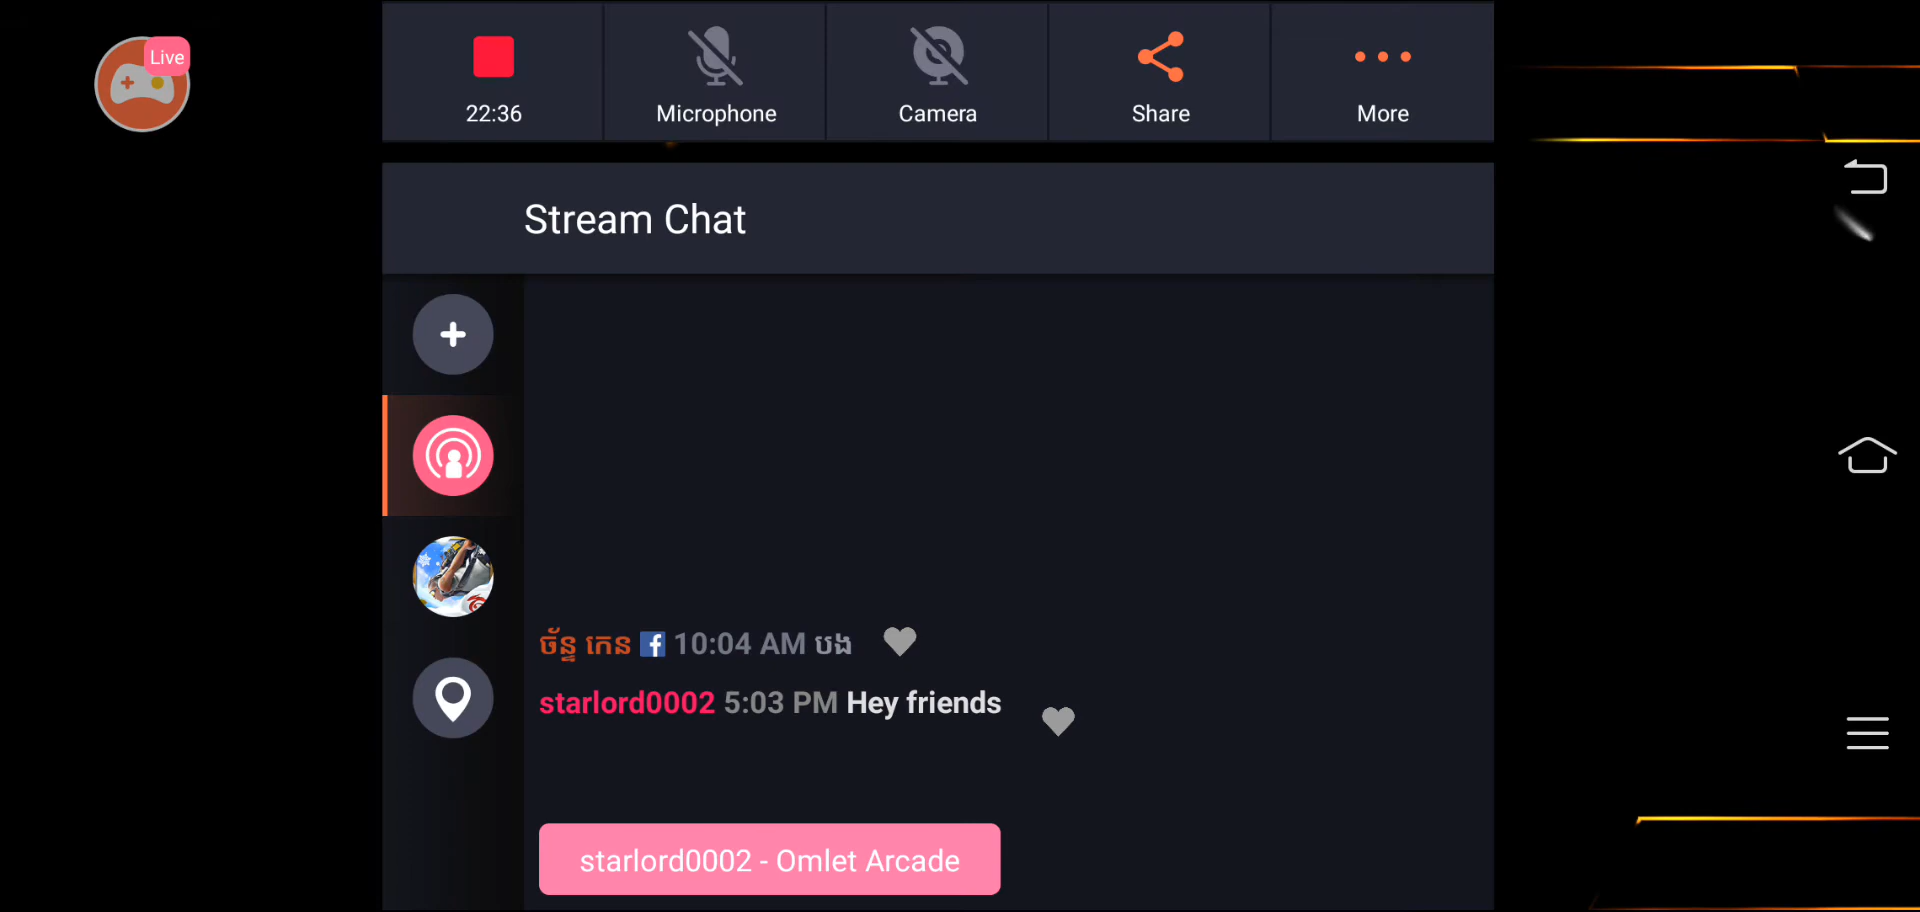 Live
22:36
Microphone
Camera
Share
More
Stream Chat
ច័ន្ទ កេន f 10:04 AM បង
starlord0002 5:03 PM Hey friends
starlord0002 - Omlet Arcade